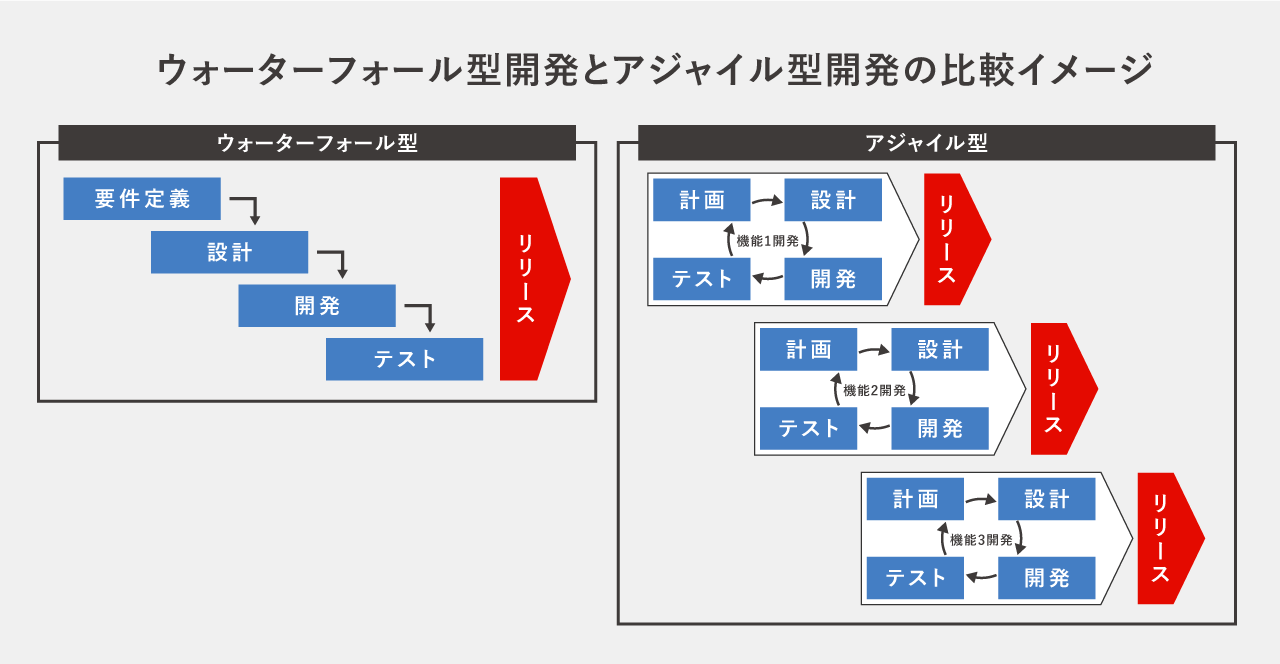 ウォーターフォール型開発とアジャイル型開発の比較イメージ
ウォーターフォール型
要件定義
設計
開発
テスト
リリース
アジャイル型
計画
設計
機能1開発
テスト
開発
リリース
計画
設計
機能2開発
テスト
開発
リリース
計画
設計
機能3開発
テスト
開発
リリース